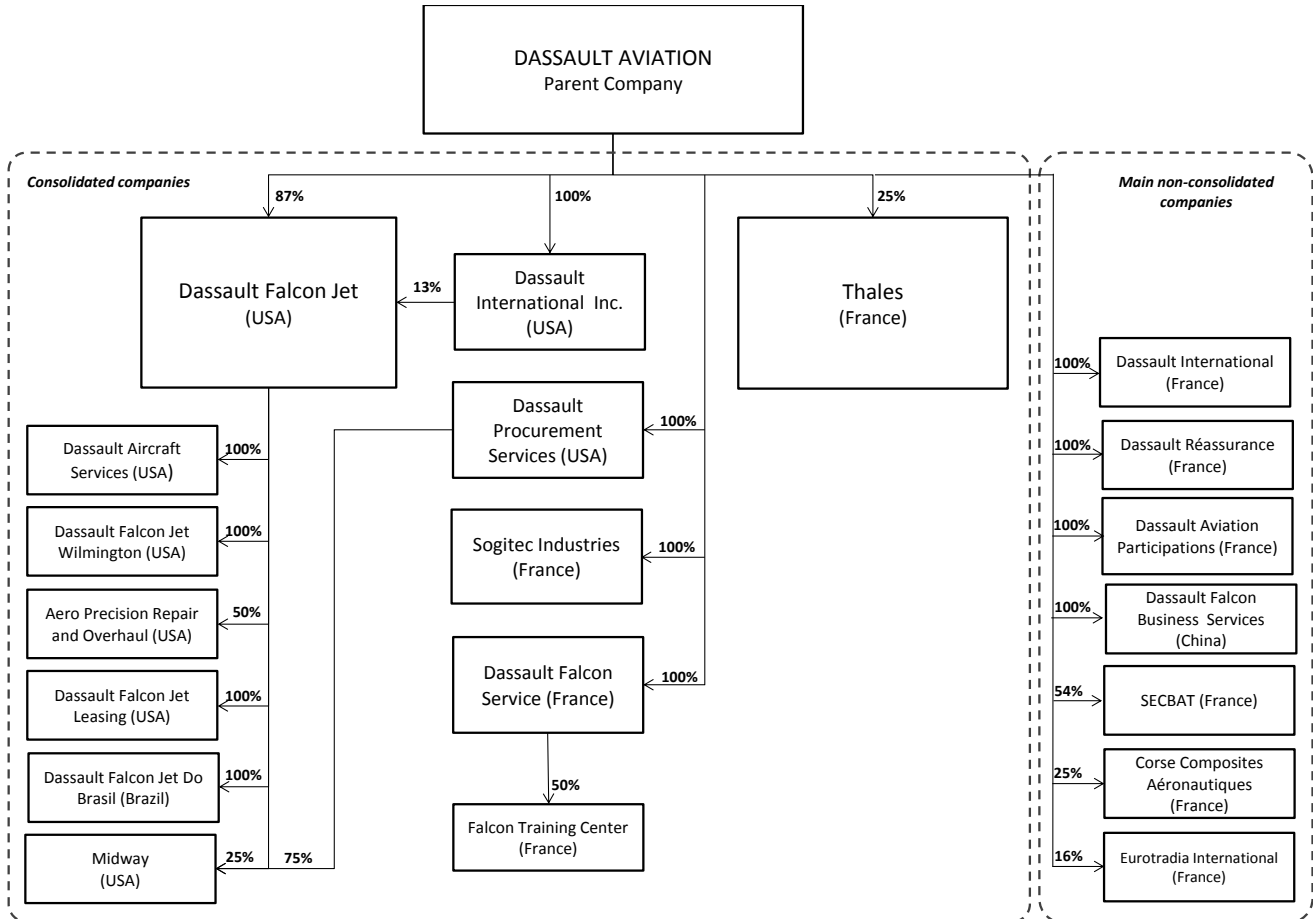 DASSAULT AVIATION
Parent Company
Consolidated companies
Main non-consolidated
companies
87%
100%
25%
Dassault Falcon Jet
(USA)
13%
Dassault
International Inc.
(USA)
Thales
(France)
100%
Dassault International
(France)
Dassault
Procurement
Services (USA)
100%
Dassault Aircraft
Services (USA)
100%
100%
Dassault Réassurance
(France)
Dassault Falcon Jet
Wilmington (USA)
100%
Sogitec Industries
(France)
100%
100%
Dassault Aviation
Participations (France)
Aero Precision Repair
and Overhaul (USA)
50%
100%
Dassault Falcon
Business Services
(China)
Dassault Falcon
Service (France)
100%
Dassault Falcon Jet
Leasing (USA)
100%
54%
SECBAT (France)
Dassault Falcon Jet Do
Brasil (Brazil)
100%
50%
25%
Corse Composites
Aéronautiques
(France)
Falcon Training Center
(France)
Midway
(USA)
25%
75%
16%
Eurotradia International
(France)